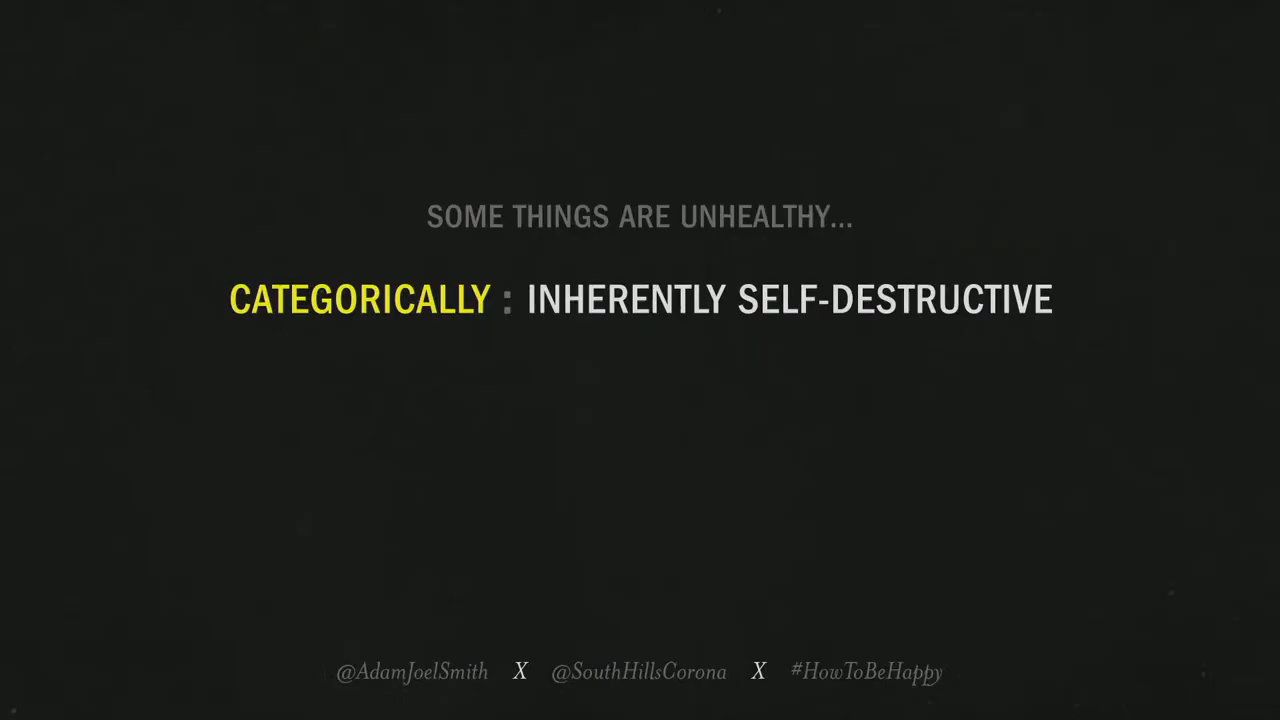 SOME THINGS ARE UNHEALTHY...
CATEGORICALLY : INHERENTLY SELF-DESTRUCTIVE
@AdamJoelSmith X @SouthHillsCorona X #HowToBeHappy